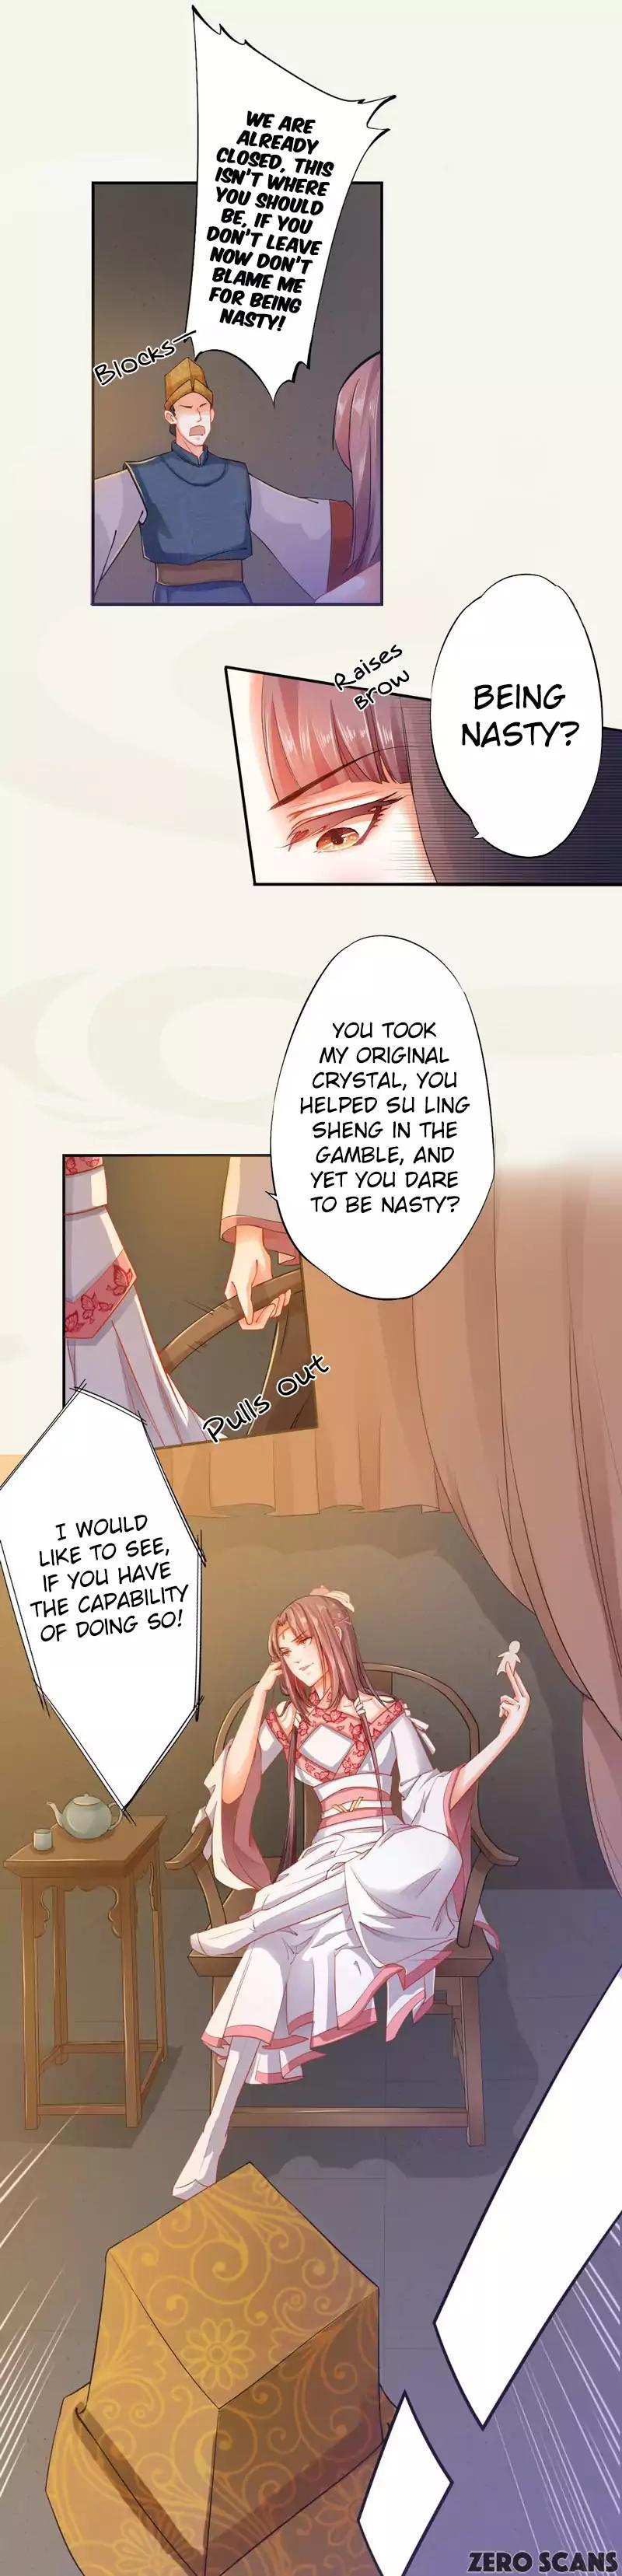 WE ARE
ALREADY
CLOSED, THIS
ISN'T WHERE
YOU SHOULD
BE, IF YOU
DON'T LEAVE
NOW DON'T
BLAME ME
FOR BEING
NASTY!
Blocks—
Raises
Brow
BEING
NASTY?
YOU TOOK
MY ORIGINAL
CRYSTAL, YOU
HELPED SU LING
SHENG IN THE
GAMBLE, AND
YET YOU DARE
TO BE NASTY?
Pulls out
I WOULD
LIKE TO SEE,
IF YOU HAVE
THE CAPABILITY
OF DOING SO!
ZERO SCANS